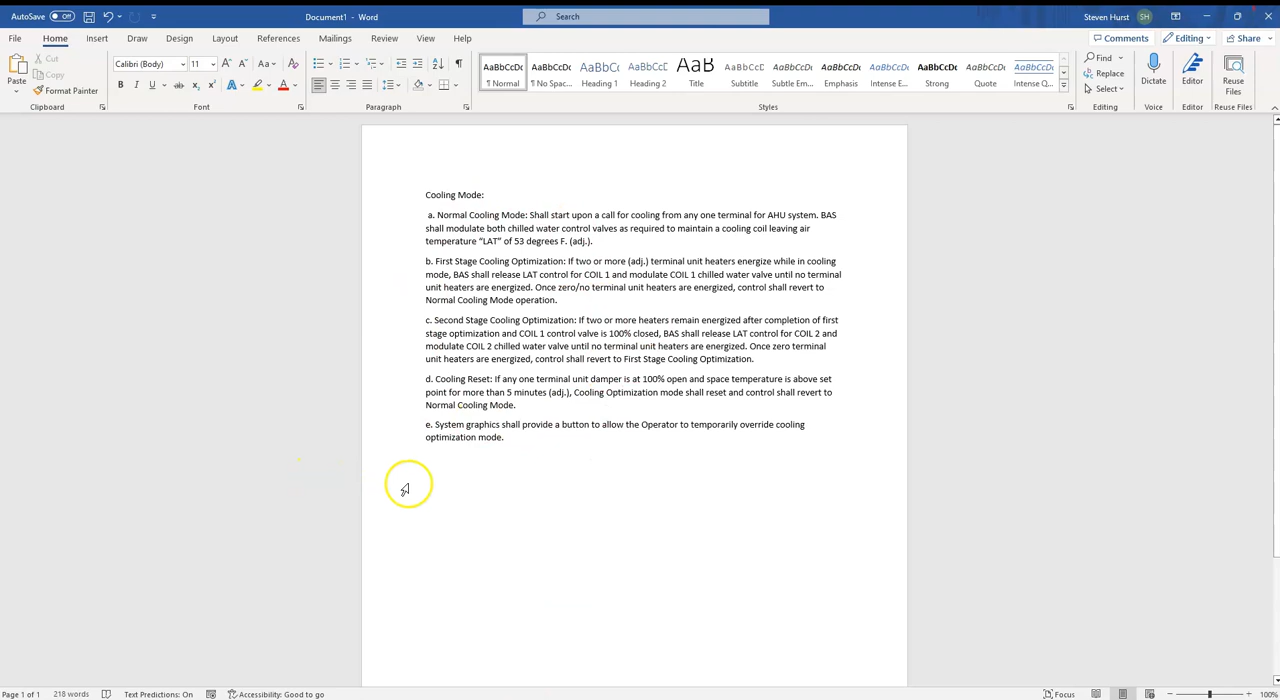 AutoSave Off Document1 - Word Search Steven Hurst SH
File Home Insert Draw Design Layout References Mailings Review View Help Comments Editing Share
Paste Cut Copy Format Painter
Calibri (Body) 11 A A Aa A
B I U ab A A
AaBbCcDc AaBbCcDc AaBbCc AaBbCcC AaB AaBbCcC AaBbCcDc AaBbCcDc AaBbCcDc AaBbCcDc AaBbCcDc AaBbCcDc
¶ Normal ¶ No Spac... Heading 1 Heading 2 Title Subtitle Subtle Em... Emphasis Intense E... Strong Quote Intense Q...
Find Replace Select Dictate Editor Reuse Files
Clipboard Font Paragraph Styles Editing Voice Editor Reuse Files
Cooling Mode:
a. Normal Cooling Mode: Shall start upon a call for cooling from any one terminal for AHU system. BAS
shall modulate both chilled water control valves as required to maintain a cooling coil leaving air
temperature “LAT” of 53 degrees F. (adj.).
b. First Stage Cooling Optimization: If two or more (adj.) terminal unit heaters energize while in cooling
mode, BAS shall release LAT control for COIL 1 and modulate COIL 1 chilled water valve until no terminal
unit heaters are energized. Once zero/no terminal unit heaters are energized, control shall revert to
Normal Cooling Mode operation.
c. Second Stage Cooling Optimization: If two or more heaters remain energized after completion of first
stage optimization and COIL 1 control valve is 100% closed, BAS shall release LAT control for COIL 2 and
modulate COIL 2 chilled water valve until no terminal unit heaters are energized. Once zero terminal
unit heaters are energized, control shall revert to First Stage Cooling Optimization.
d. Cooling Reset: If any one terminal unit damper is at 100% open and space temperature is above set
point for more than 5 minutes (adj.), Cooling Optimization mode shall reset and control shall revert to
Normal Cooling Mode.
e. System graphics shall provide a button to allow the Operator to temporarily override cooling
optimization mode.
Page 1 of 1 218 words Text Predictions: On Accessibility: Good to go Focus 100%